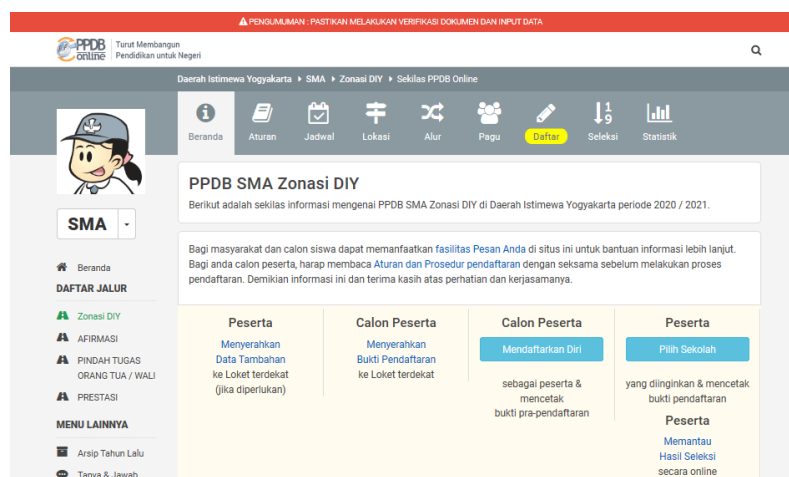 PENGUMUMAN : PASTIKAN MELAKUKAN VERIFIKASI DOKUMEN DAN INPUT DATA
PPDB online
Turut Membangun
Pendidikan untuk Negeri
Daerah Istimewa Yogyakarta SMA Zonasi DIY Sekilas PPDB Online
Beranda Aturan Jadwal Lokasi Alur Pagu Daftar Seleksi Statistik
PPDB SMA Zonasi DIY
Berikut adalah sekilas informasi mengenai PPDB SMA Zonasi DIY di Daerah Istimewa Yogyakarta periode 2020 / 2021.
SMA
Beranda
DAFTAR JALUR
Zonasi DIY
AFIRMASI
PINDAH TUGAS
ORANG TUA / WALI
PRESTASI
MENU LAINNYA
Arsip Tahun Lalu
Tanya & Jawab
Bagi masyarakat dan calon siswa dapat memanfaatkan fasilitas Pesan Anda di situs ini untuk bantuan informasi lebih lanjut.
Bagi anda calon peserta, harap membaca Aturan dan Prosedur pendaftaran dengan seksama sebelum melakukan proses
pendaftaran. Demikian informasi ini dan terima kasih atas perhatian dan kerjasamanya.
Peserta
Menyerahkan
Data Tambahan
ke Loket terdekat
(jika diperlukan)
Calon Peserta
Menyerahkan
Bukti Pendaftaran
ke Loket terdekat
Calon Peserta
Mendaftarkan Diri
sebagai peserta &
mencetak
bukti pra-pendaftaran
Peserta
Pilih Sekolah
yang diinginkan & mencetak
bukti pendaftaran
Peserta
Memantau
Hasil Seleksi
secara online